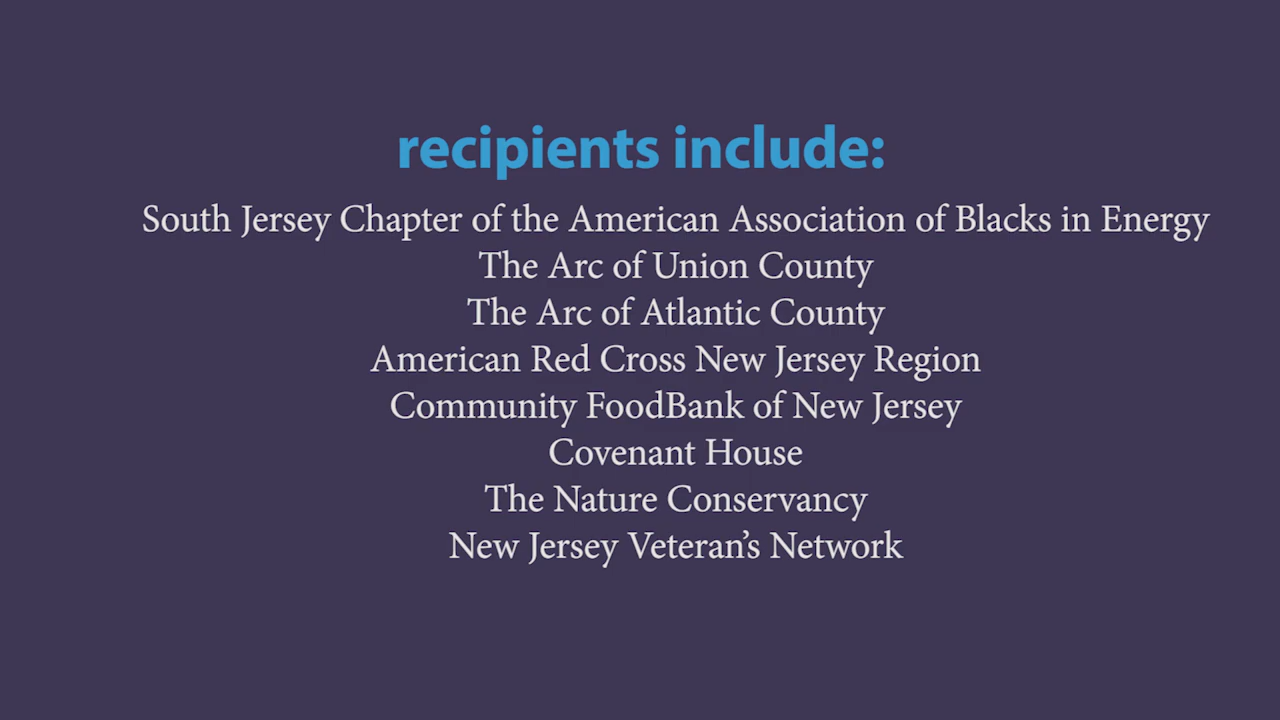 recipients include:
South Jersey Chapter of the American Association of Blacks in Energy
The Arc of Union County
The Arc of Atlantic County
American Red Cross New Jersey Region
Community FoodBank of New Jersey
Covenant House
The Nature Conservancy
New Jersey Veteran’s Network